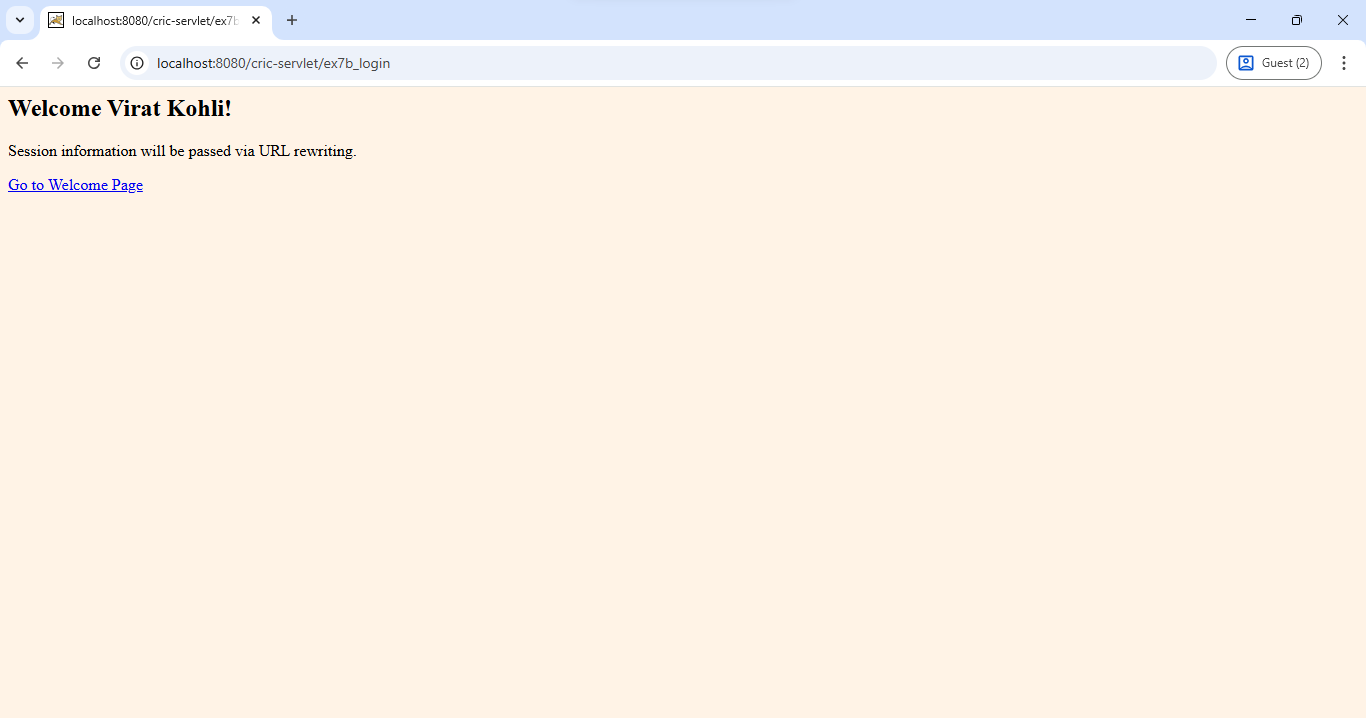 localhost:8080/cric-servlet/ex7b
localhost:8080/cric-servlet/ex7b_login
Guest (2)
Welcome Virat Kohli!
Session information will be passed via URL rewriting.
Go to Welcome Page